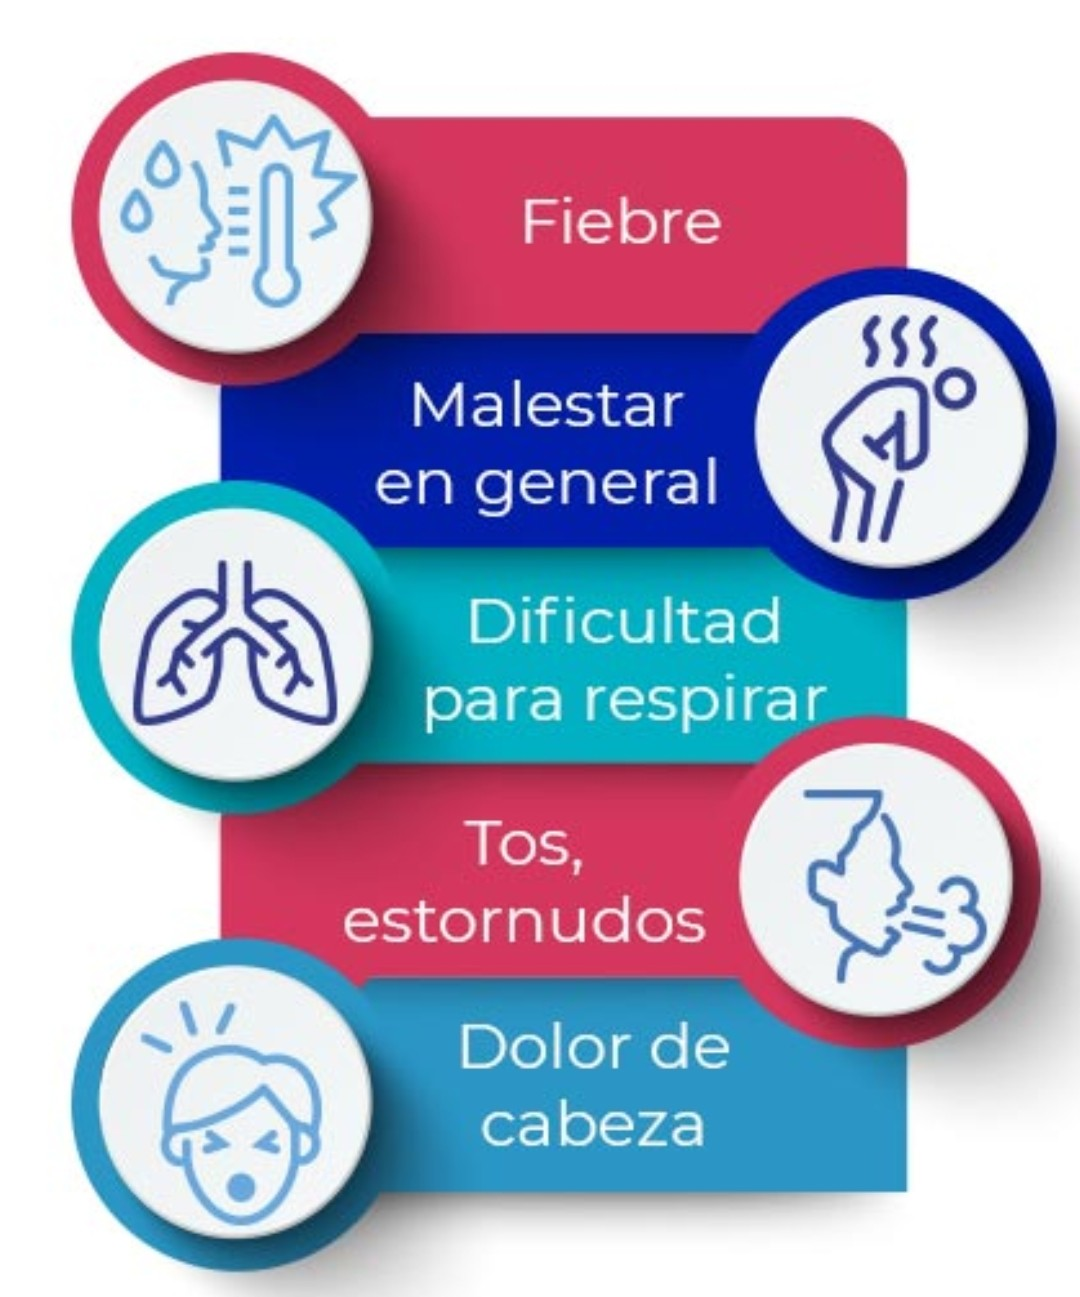 Fiebre
Malestar
en general
Dificultad
para respirar
Tos,
estornudos
Dolor de
cabeza